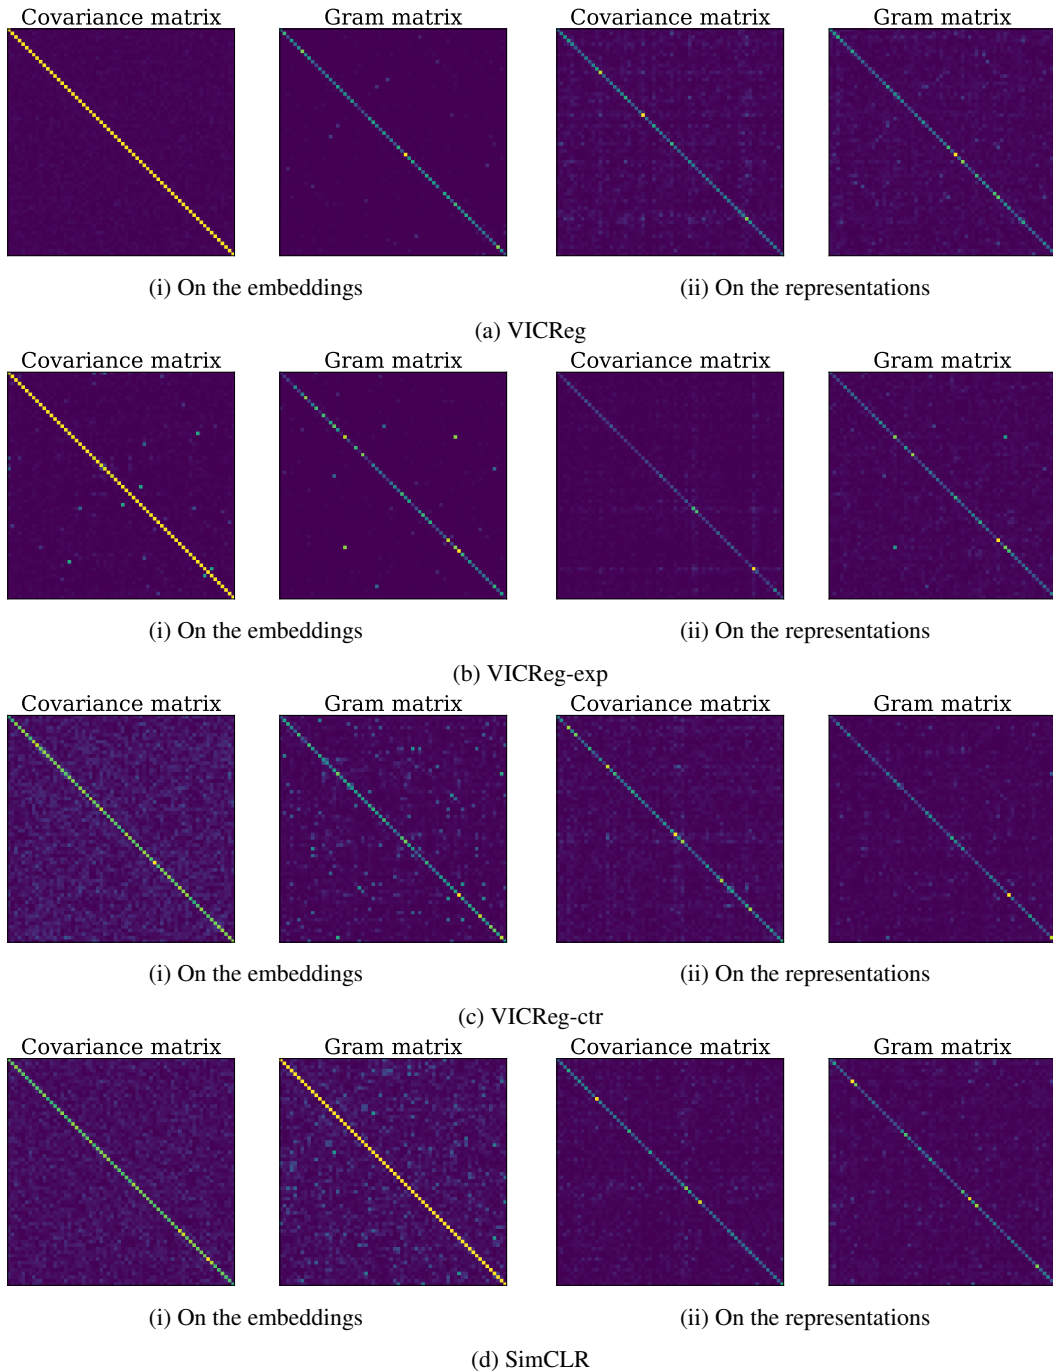 Covariance matrix Gram matrix Covariance matrix Gram matrix
(i) On the embeddings (ii) On the representations
(a) VICReg
Covariance matrix Gram matrix Covariance matrix Gram matrix
(i) On the embeddings (ii) On the representations
(b) VICReg-exp
Covariance matrix Gram matrix Covariance matrix Gram matrix
(i) On the embeddings (ii) On the representations
(c) VICReg-ctr
Covariance matrix Gram matrix Covariance matrix Gram matrix
(i) On the embeddings (ii) On the representations
(d) SimCLR